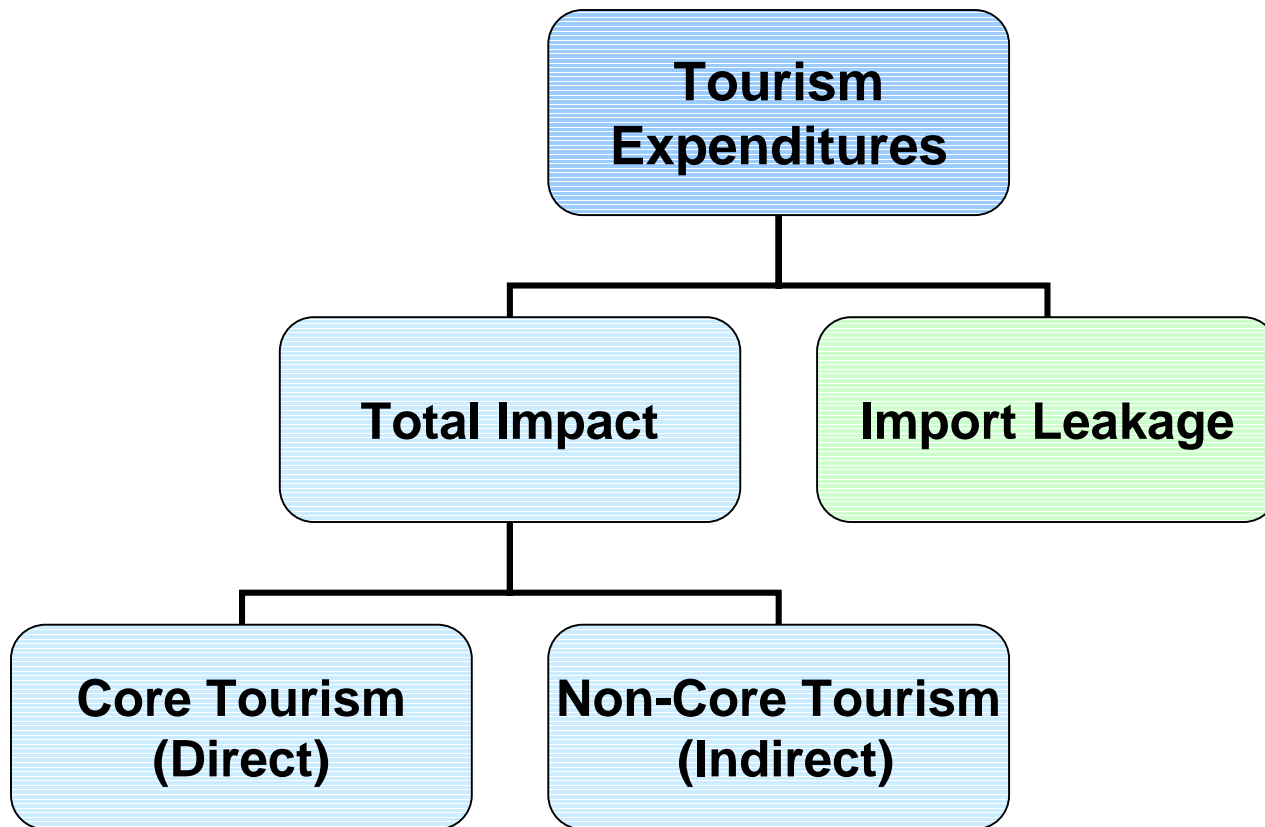 Tourism
Expenditures
Total Impact
Import Leakage
Core Tourism
(Direct)
Non-Core Tourism
(Indirect)